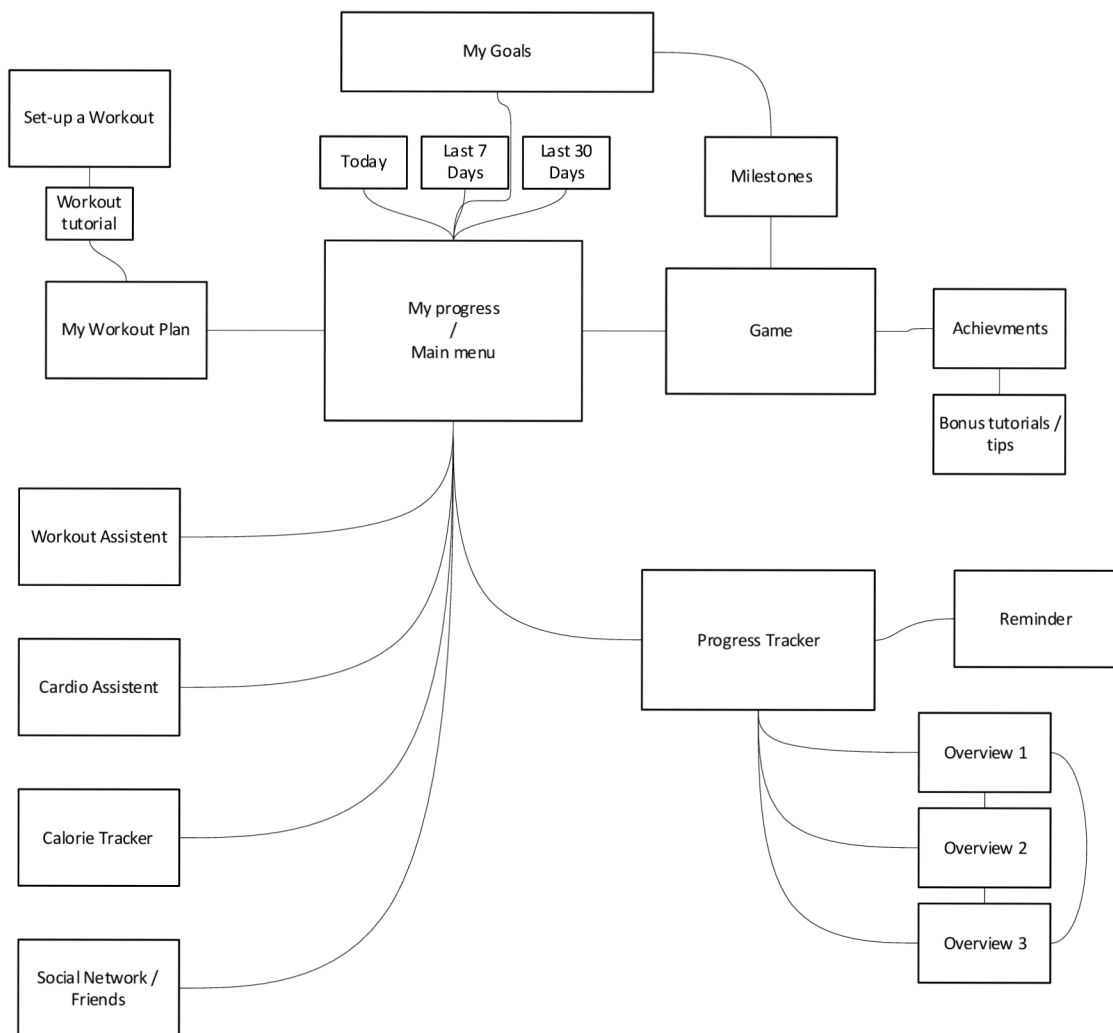 My Goals
Set-up a Workout
Today
Last 7
Days
Last 30
Days
Milestones
Workout
tutorial
My Workout Plan
My progress
/
Main menu
Game
Achievments
Bonus tutorials /
tips
Workout Assistent
Cardio Assistent
Calorie Tracker
Social Network /
Friends
Progress Tracker
Reminder
Overview 1
Overview 2
Overview 3